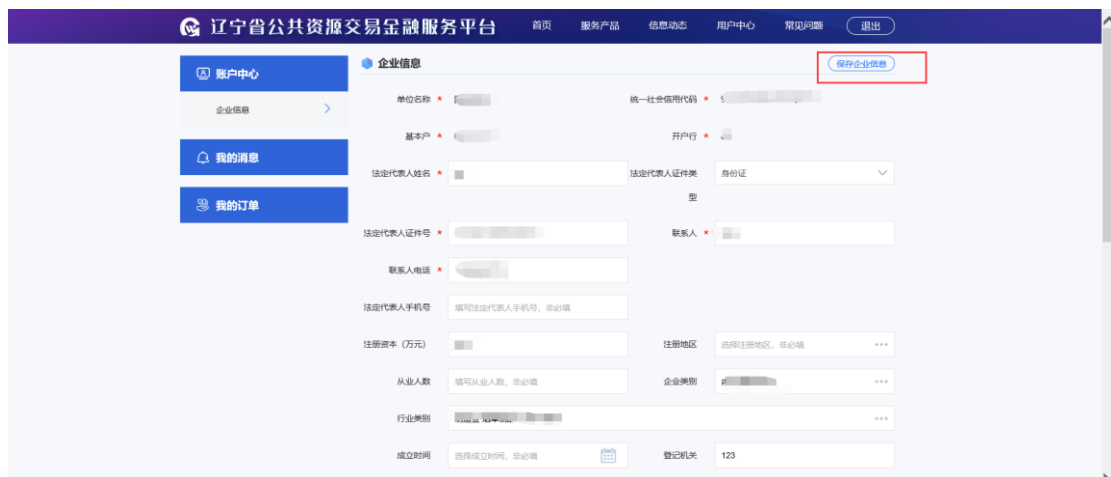 辽宁省公共资源交易金融服务平台 首页 服务产品 信息动态 用户中心 常见问题 退出
账户中心
企业信息
我的消息
我的订单
企业信息 保存企业信息
单位名称 * 统一社会信用代码 *
基本户 * 开户行 *
法定代表人姓名 * 法定代表人证件类型 身份证
法定代表人证件号 * 联系人 *
联系人电话 *
法定代表人手机号 填写法定代表人手机号，非必填
注册资本（万元） 注册地区 选择注册地区，非必填
从业人数 填写从业人数，非必填 企业类别
行业类别
成立时间 选择成立时间，非必填 登记机关 123